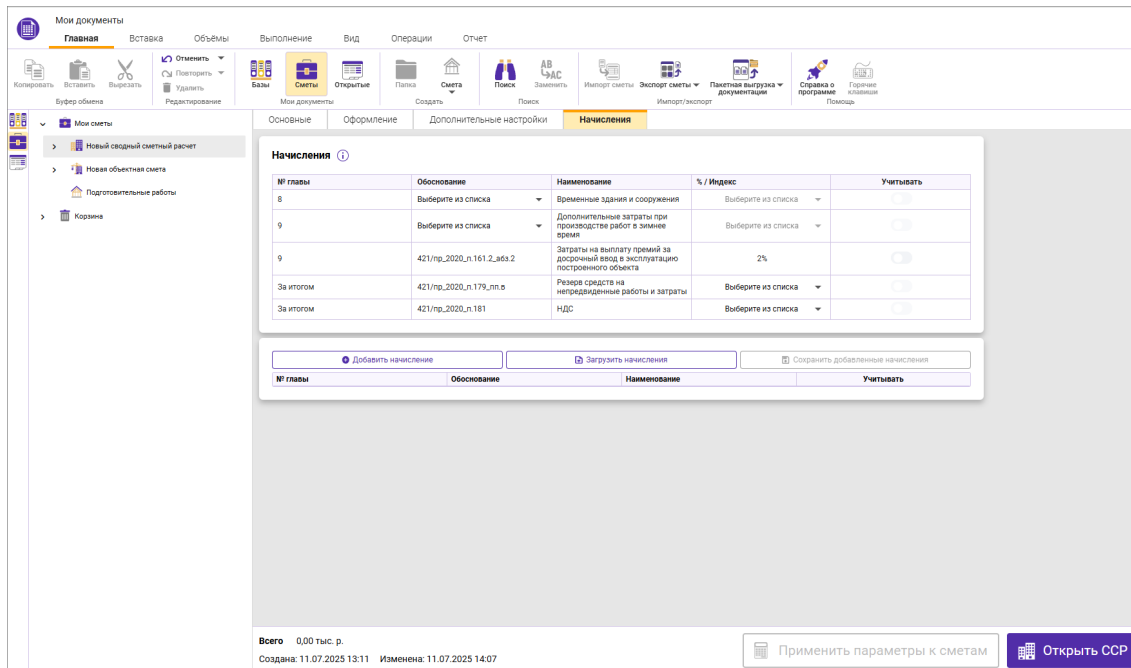 Мои документы
Главная Вставка Объёмы Выполнение Вид Операции Отчет
Копировать Вставить Вырезать
Отменить
Повторить
Удалить
Базы Сметы Открытые
Папка Смета
Поиск
AB
AC
Заменить
Импорт сметы Экспорт сметы Пакетная выгрузка документации
Справка о программе
Горячие клавиши
Буфер обмена Редактирование Мои документы Создать Поиск Импорт/экспорт Помощь
Мои сметы
Новый сводный сметный расчет
Новая объектная смета
Подготовительные работы
Корзина
Основные Оформление Дополнительные настройки Начисления
Начисления
№ главы Обоснование Наименование % / Индекс Учитывать
8 Выберите из списка Временные здания и сооружения Выберите из списка
9 Выберите из списка Дополнительные затраты при производстве работ в зимнее время Выберите из списка
9 421/пр_2020_п.161.2_абз.2 Затраты на выплату премий за досрочный ввод в эксплуатацию построенного объекта 2%
За итогом 421/пр_2020_п.179_пп.в Резерв средств на непредвиденные работы и затраты Выберите из списка
За итогом 421/пр_2020_п.181 НДС Выберите из списка
Добавить начисление Загрузить начисления Сохранить добавленные начисления
№ главы Обоснование Наименование Учитывать
Всего 0,00 тыс. р.
Создана: 11.07.2025 13:11 Изменена: 11.07.2025 14:07
Применить параметры к сметам Открыть ССР